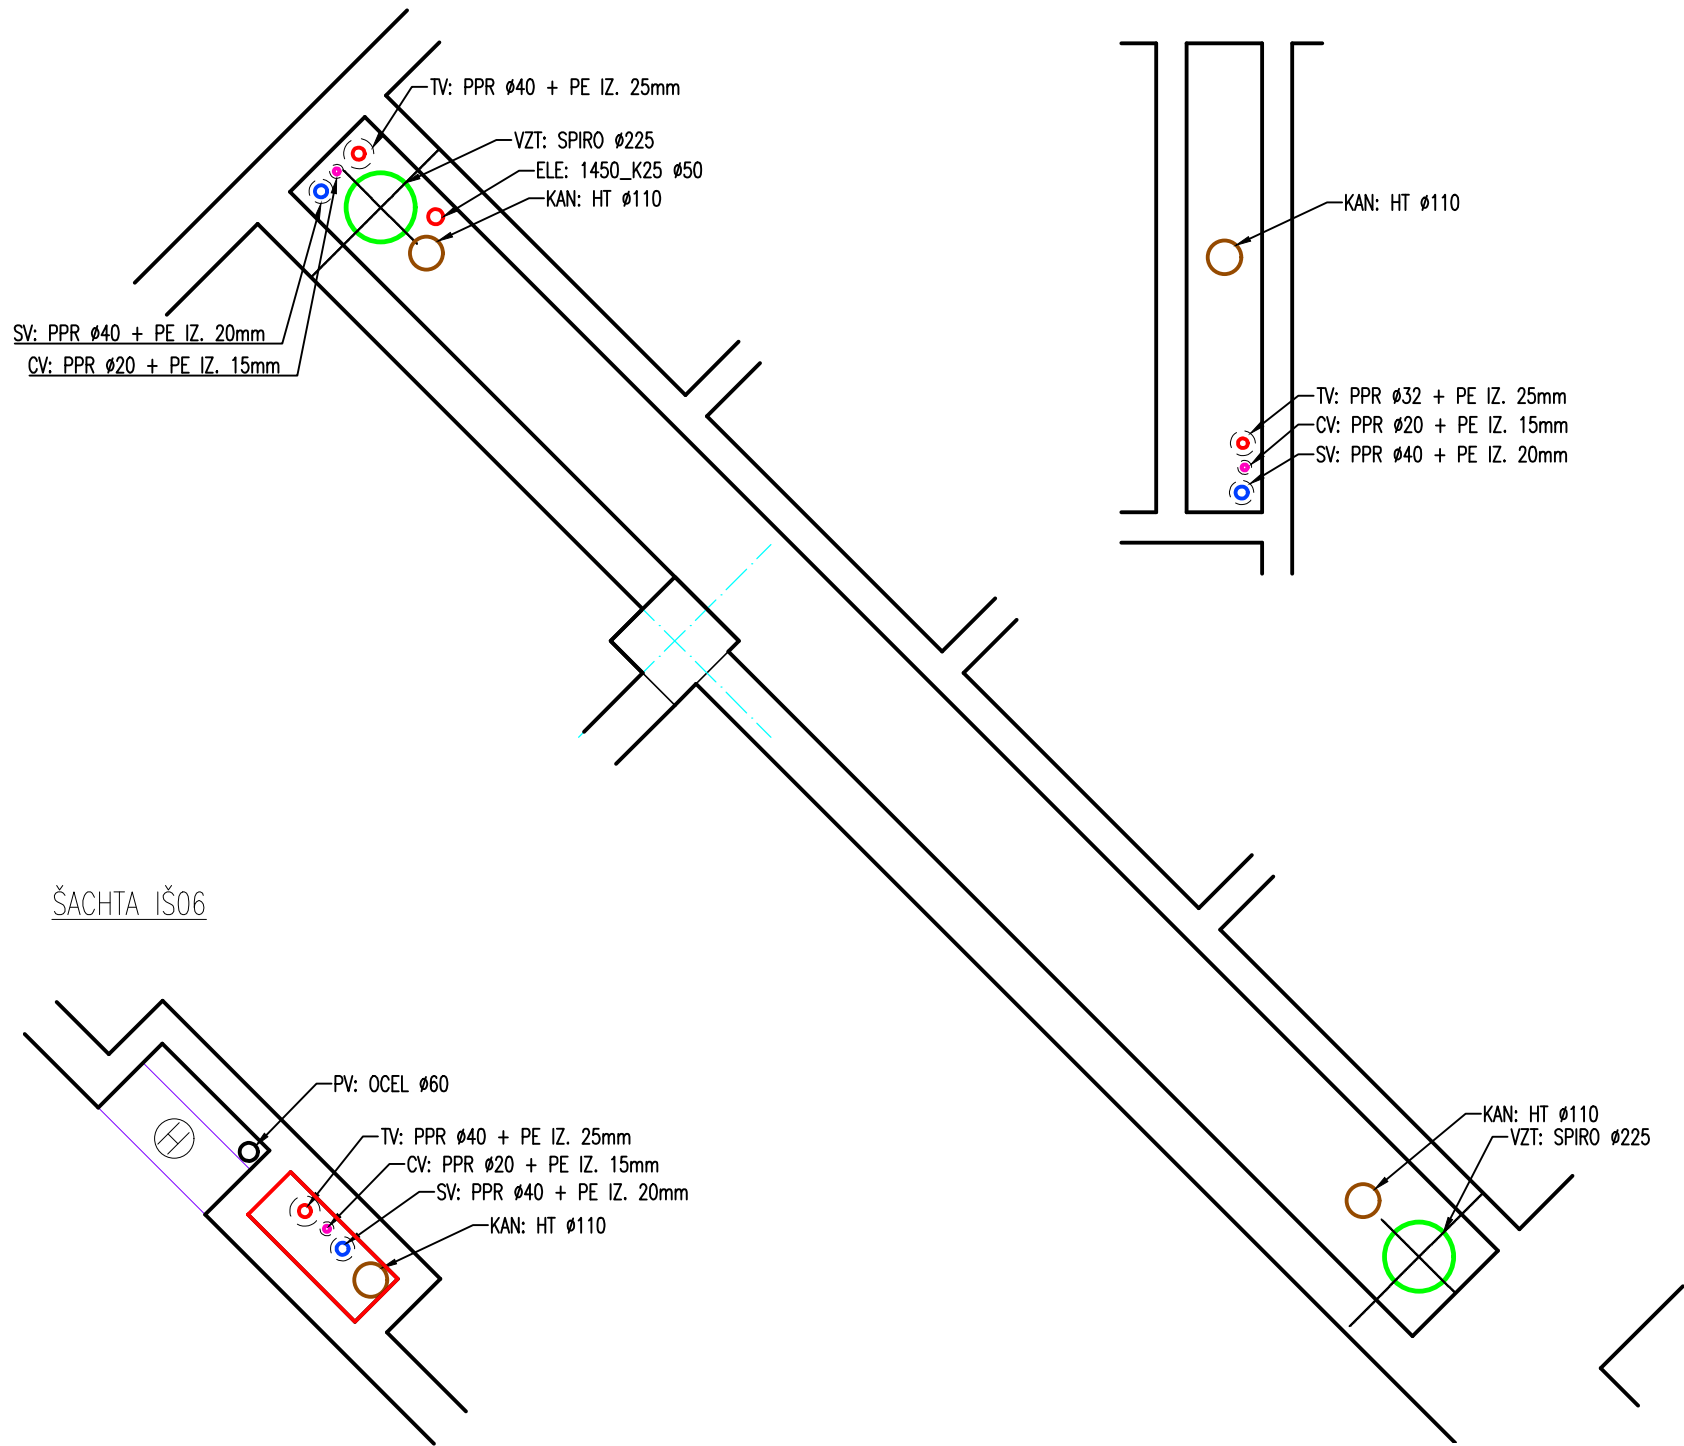 TV: PPR ø40 + PE IZ. 25mm
VZT: SPIRO ø225
ELE: 1450_K25 ø50
KAN: HT ø110
SV: PPR ø40 + PE IZ. 20mm
CV: PPR ø20 + PE IZ. 15mm
KAN: HT ø110
TV: PPR ø32 + PE IZ. 25mm
CV: PPR ø20 + PE IZ. 15mm
SV: PPR ø40 + PE IZ. 20mm
ŠACHTA IŠ06
PV: OCEL ø60
H
TV: PPR ø40 + PE IZ. 25mm
CV: PPR ø20 + PE IZ. 15mm
SV: PPR ø40 + PE IZ. 20mm
KAN: HT ø110
KAN: HT ø110
VZT: SPIRO ø225